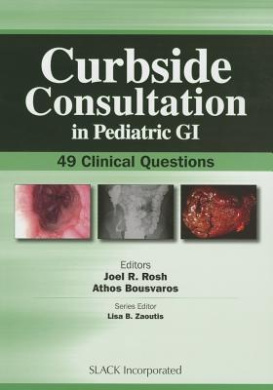 Curbside
Consultation
in Pediatric GI
49 Clinical Questions
Editors
Joel R. Rosh
Athos Bousvaros
Series Editor
Lisa B. Zaoutis
SLACK Incorporated